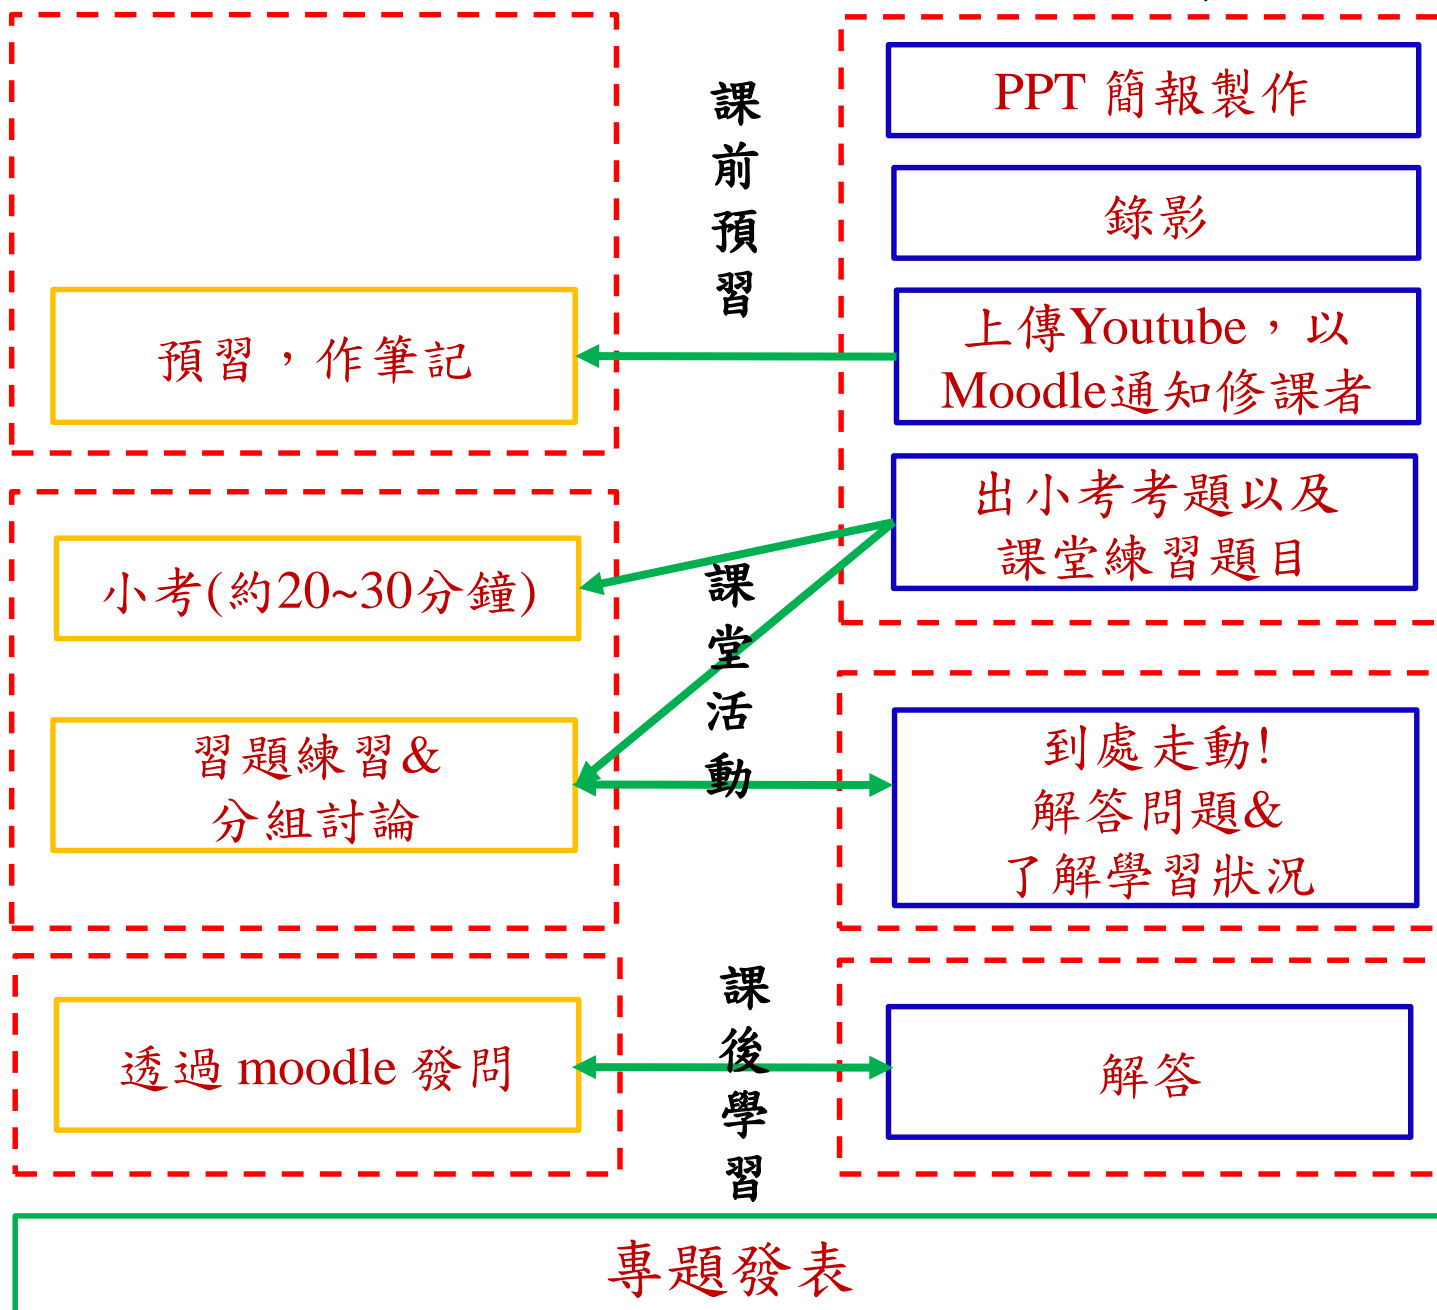 課前預習
PPT 簡報製作
錄影
上傳Youtube，以
Moodle通知修課者
預習，作筆記
出小考考題以及
課堂練習題目
課堂活動
小考(約20~30分鐘)
習題練習&
分組討論
到處走動!
解答問題&
了解學習狀況
課後學習
透過 moodle 發問
解答
專題發表